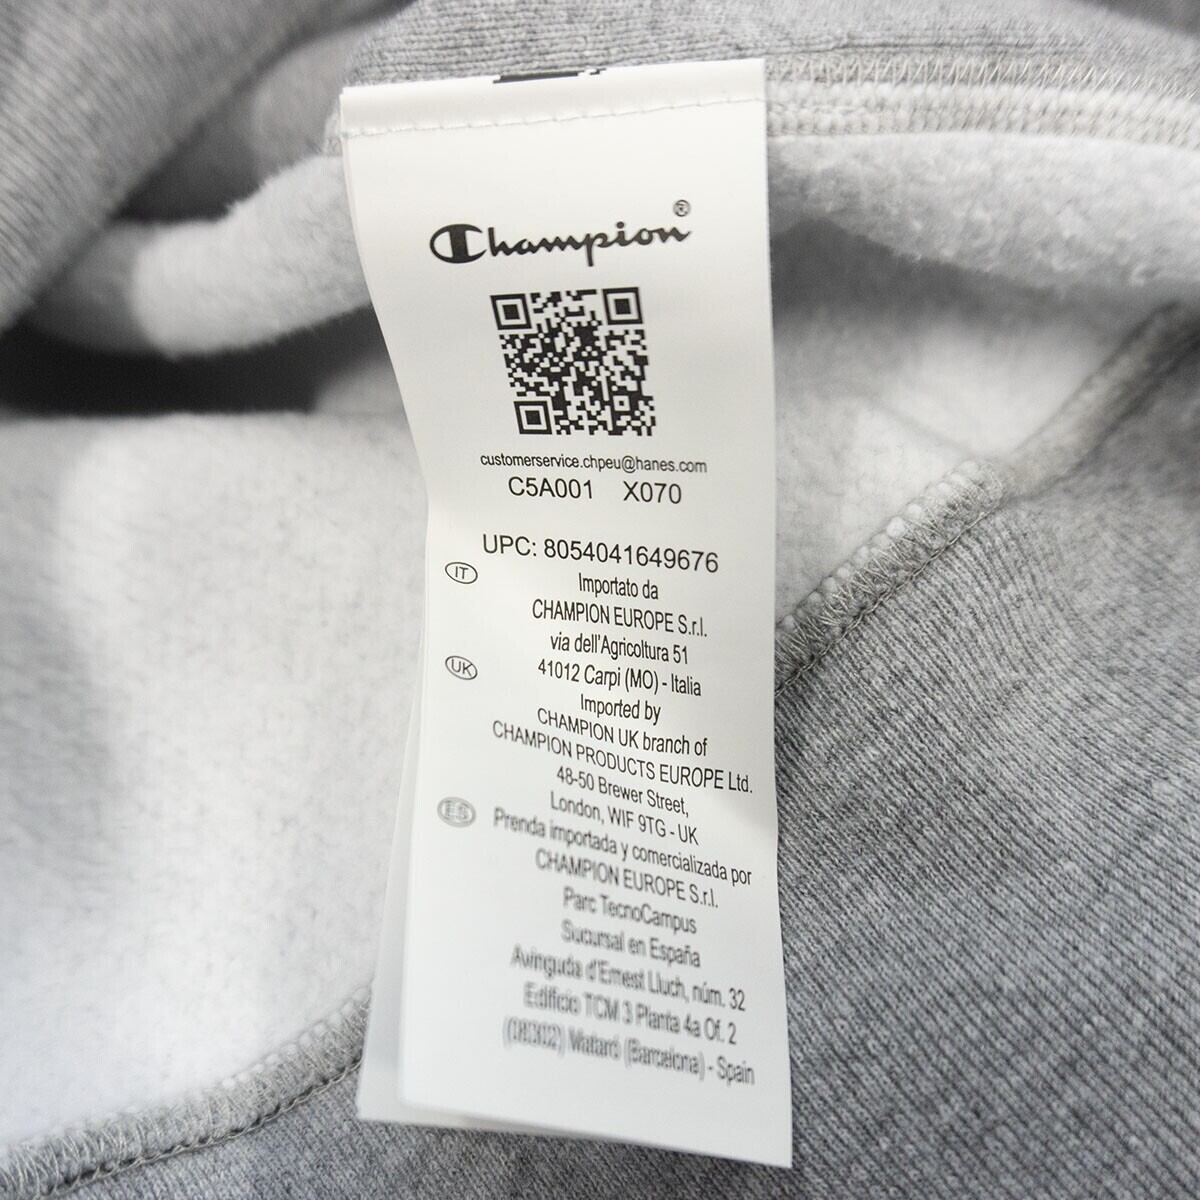 Champion®
customerservice.chpeu@hanes.com
C5A001 X070
UPC: 8054041649676
IT
Importato da
CHAMPION EUROPE S.r.l.
via dell'Agricoltura 51
41012 Carpi (MO) - Italia
UK
Imported by
CHAMPION UK branch of
CHAMPION PRODUCTS EUROPE Ltd.
48-50 Brewer Street,
London, WIF 9TG - UK
ES
Prenda importada y comercializada por
CHAMPION EUROPE S.r.l.
Parc TecnoCampus
Sucursal en España
Avinguda d'Ernest Lluch, núm. 32
Edificio TCM 3 Planta 4a Of. 2
(08302) Mataró (Barcelona) - Spain